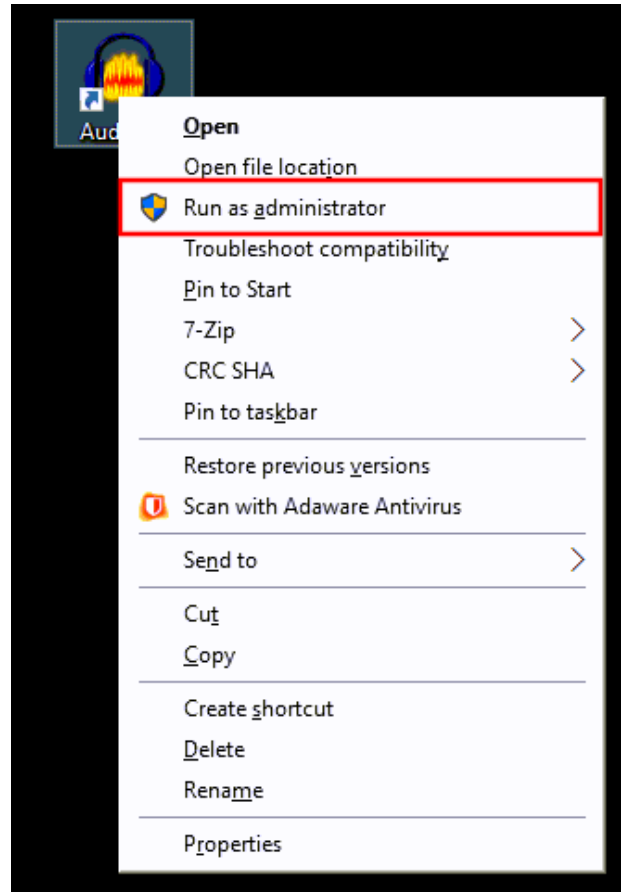 Aud
Open
Open file location
Run as administrator
Troubleshoot compatibility
Pin to Start
7-Zip
CRC SHA
Pin to taskbar
Restore previous versions
Scan with Adaware Antivirus
Send to
Cut
Copy
Create shortcut
Delete
Rename
Properties